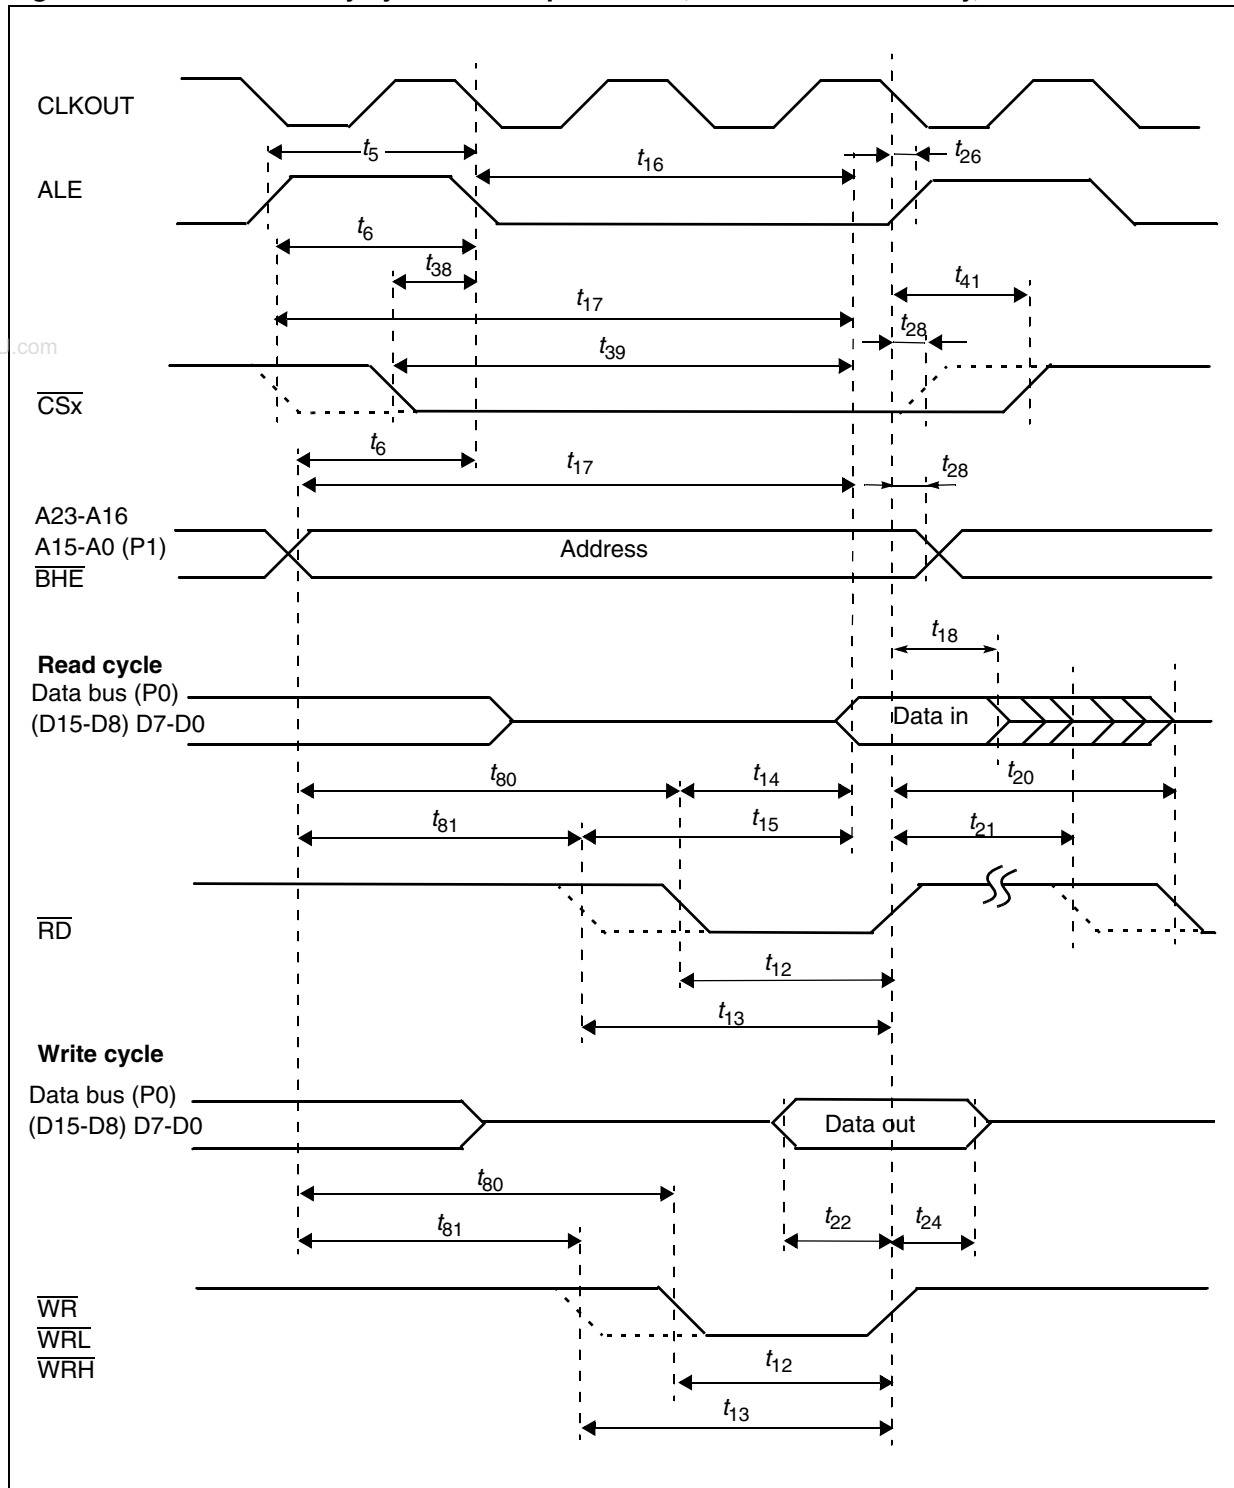 CLKOUT
t5
t16
t26
ALE
t6
t38
t41
t17
t28
J.com
t39
CSx
t6
t17
t28
A23-A16
A15-A0 (P1)
Address
BHE
t18
Read cycle
Data bus (P0)
(D15-D8) D7-D0
Data in
t80
t14
t20
t81
t15
t21
RD
t12
t13
Write cycle
Data bus (P0)
(D15-D8) D7-D0
Data out
t80
t81
t22
t24
WR
WRL
WRH
t12
t13